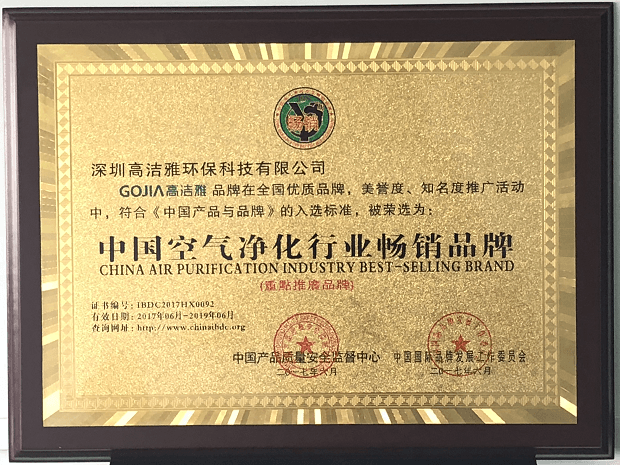 畅销
深圳高洁雅环保科技有限公司
GOJIA高洁雅 品牌在全国优质品牌，美誉度、知名度推广活动
中，符合《中国产品与品牌》的入选标准，被荣选为：
中国空气净化行业畅销品牌
CHINA AIR PURIFICATION INDUSTRY BEST-SELLING BRAND
(重點推廣品牌)
证书编号：IBDC2017HX0092
有效日期：2017年06月-2019年06月
查询网址：http://www.chinaibdc.org
中国产品质量安全监督中心 中国国际品牌发展工作委员会
二〇一七年六月 二〇一七年六月